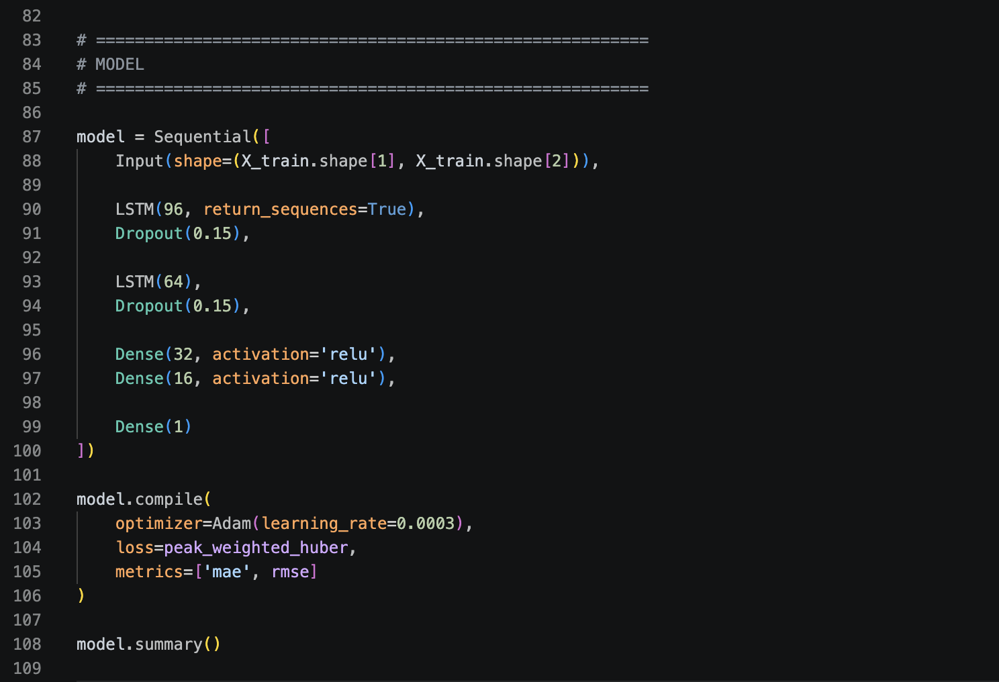 82
83 # =========================================================
84 # MODEL
85 # =========================================================
86
87 model = Sequential([
88     Input(shape=(X_train.shape[1], X_train.shape[2])),
89
90     LSTM(96, return_sequences=True),
91     Dropout(0.15),
92
93     LSTM(64),
94     Dropout(0.15),
95
96     Dense(32, activation='relu'),
97     Dense(16, activation='relu'),
98
99     Dense(1)
100 ])
101
102 model.compile(
103     optimizer=Adam(learning_rate=0.0003),
104     loss=peak_weighted_huber,
105     metrics=['mae', rmse]
106 )
107
108 model.summary()
109